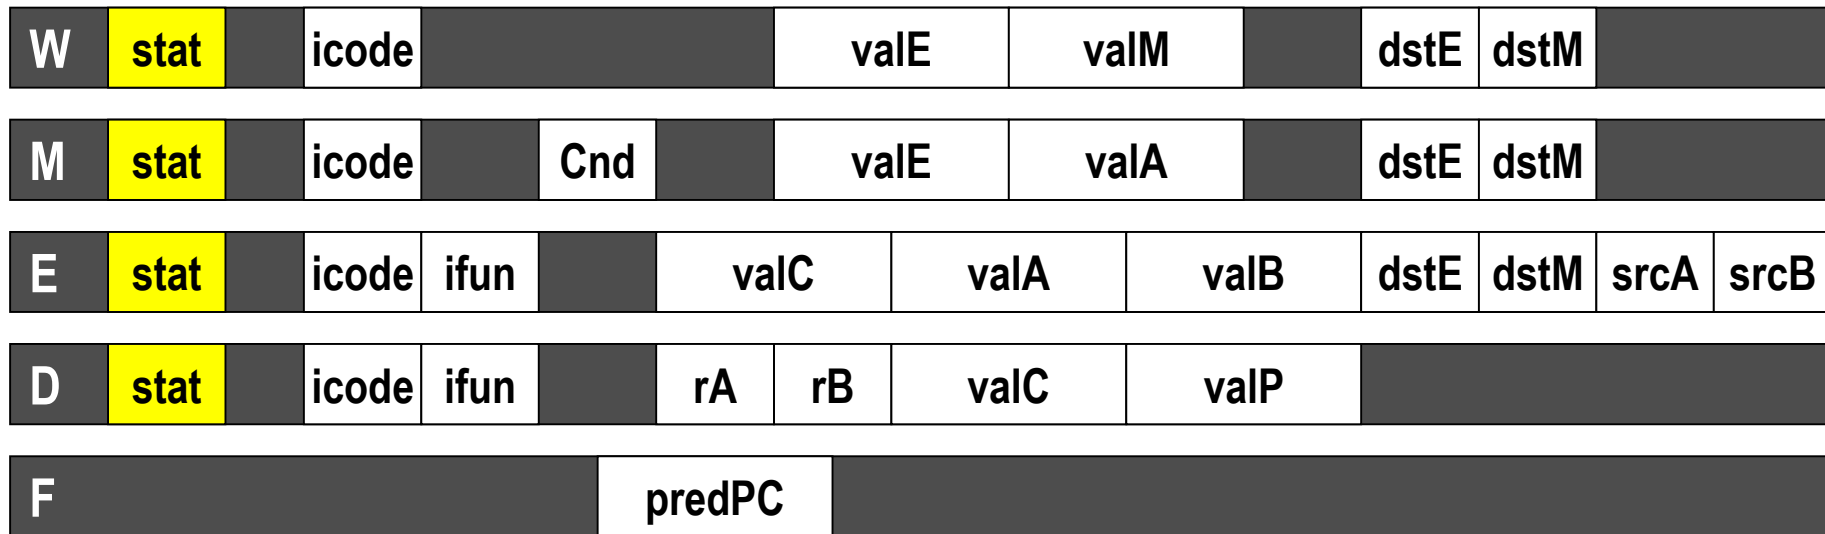 W stat icode valE valM dstE dstM
M stat icode Cnd valE valA dstE dstM
E stat icode ifun valC valA valB dstE dstM srcA srcB
D stat icode ifun rA rB valC valP
F predPC